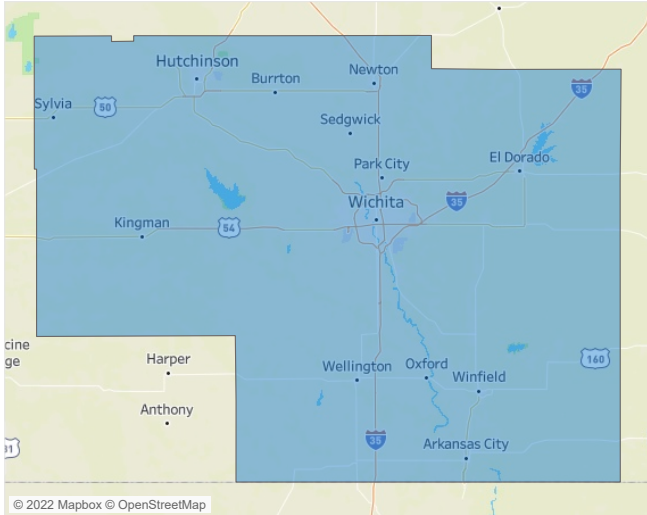 Hutchinson
Newton
Burrton
35
Sylvia
50
Sedgwick
Park City
El Dorado
Wichita
35
Kingman
54
cine
ge
Harper
Wellington
Oxford
Winfield
160
Anthony
35
Arkansas City
31
© 2022 Mapbox © OpenStreetMap